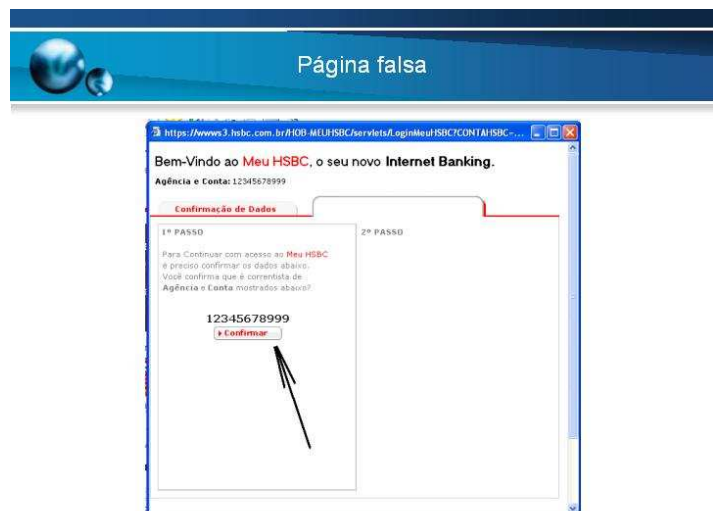 Página falsa
https://wwws3.hsbc.com.br/HOB-MEUHSBC/servlets/LoginMeuHSBC?CONTAHSBC-...
Bem-Vindo ao Meu HSBC, o seu novo Internet Banking.
Agência e Conta: 12345678999
Confirmação de Dados
1º PASSO
2º PASSO
Para Continuar com acesso ao Meu HSBC
é preciso confirmar os dados abaixo.
Você confirma que é correntista de
Agência e Conta mostrados abaixo?
12345678999
Confirmar